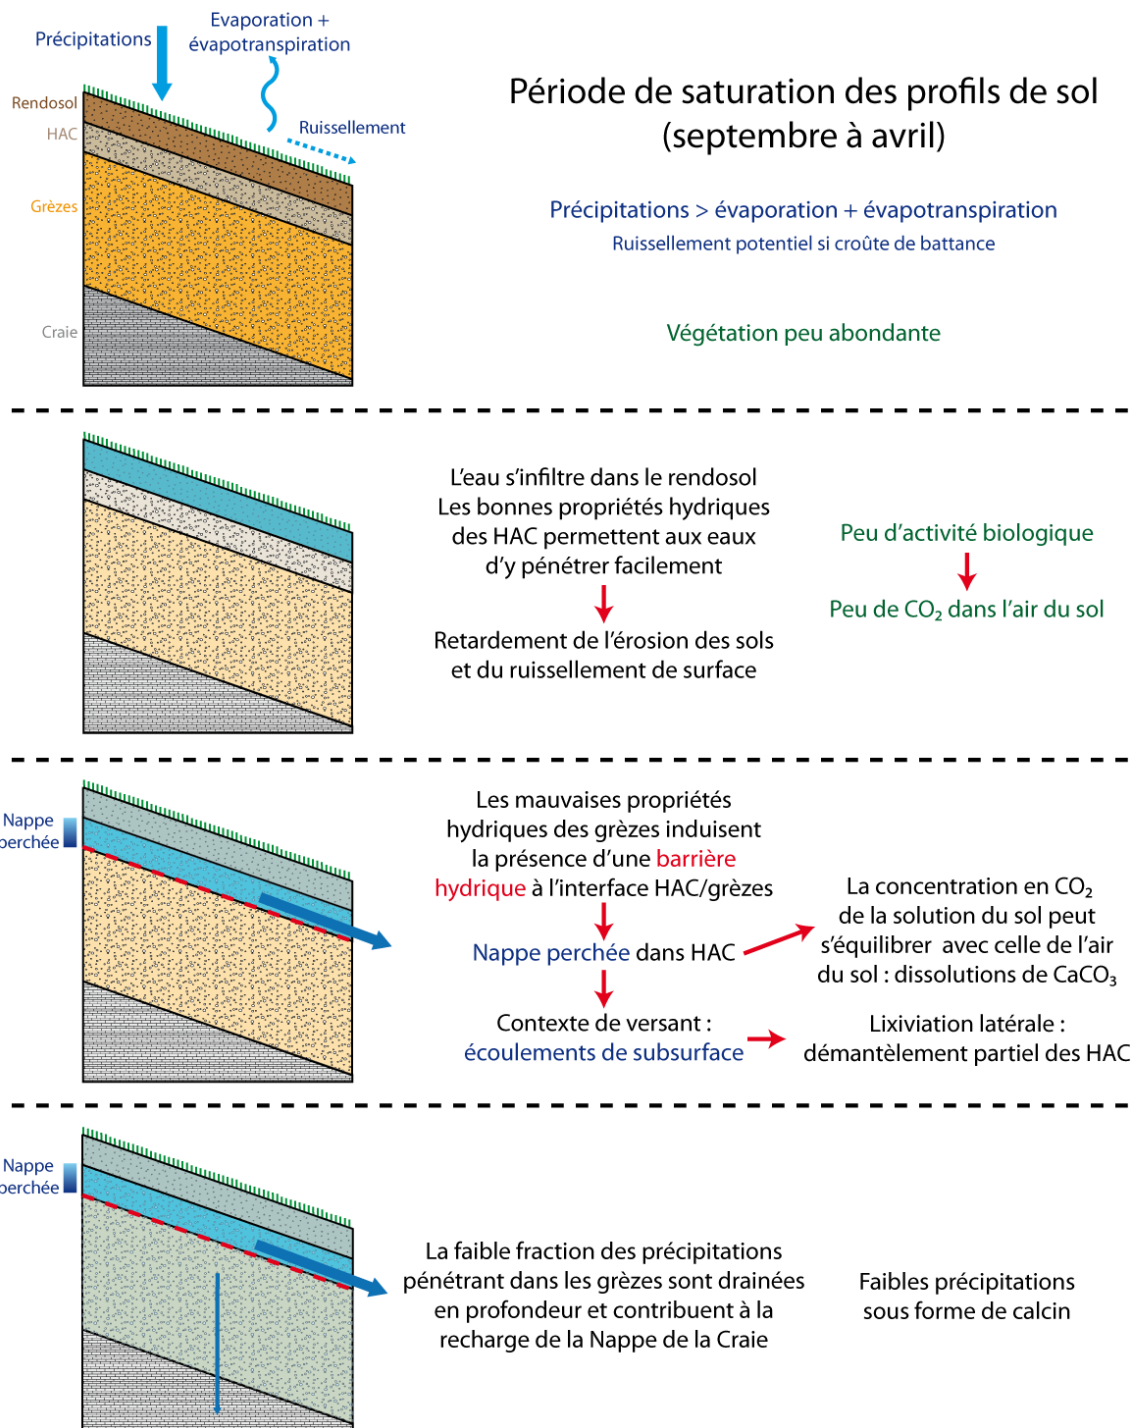 Précipitations
Evaporation +
évapotranspiration
Ruissellement
Rendosol
HAC
Grèzes
Craie
Période de saturation des profils de sol
(septembre à avril)
Précipitations > évaporation + évapotranspiration
Ruissellement potentiel si croûte de battance
Végétation peu abondante
L'eau s'infiltre dans le rendosol
Les bonnes propriétés hydriques
des HAC permettent aux eaux
d'y pénétrer facilement
Retardement de l'érosion des sols
et du ruissellement de surface
Peu d'activité biologique
Peu de CO₂ dans l'air du sol
Nappe
perchée
Les mauvaises propriétés
hydriques des grèzes induisent
la présence d'une barrière
hydrique à l'interface HAC/grèzes
Nappe perchée dans HAC
Contexte de versant :
écoulements de subsurface
La concentration en CO₂
de la solution du sol peut
s'équilibrer avec celle de l'air
du sol : dissolutions de CaCO₃
Lixiviation latérale :
démantèlement partiel des HAC
Nappe
perchée
La faible fraction des précipitations
pénétrant dans les grèzes sont drainées
en profondeur et contribuent à la
recharge de la Nappe de la Craie
Faibles précipitations
sous forme de calcin